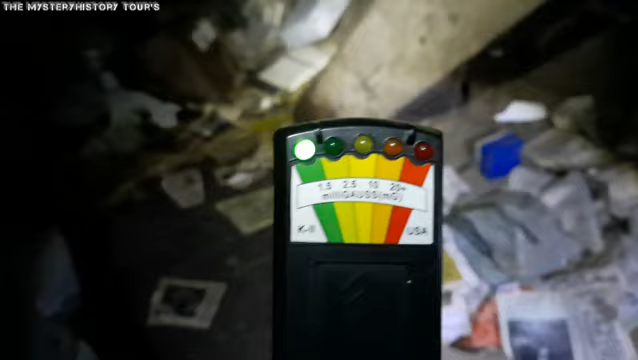 THE MYSTERYHISTORY TOUR'S
1.5 2.5 10 20+
milliGAUSS(mG)
K-II USA